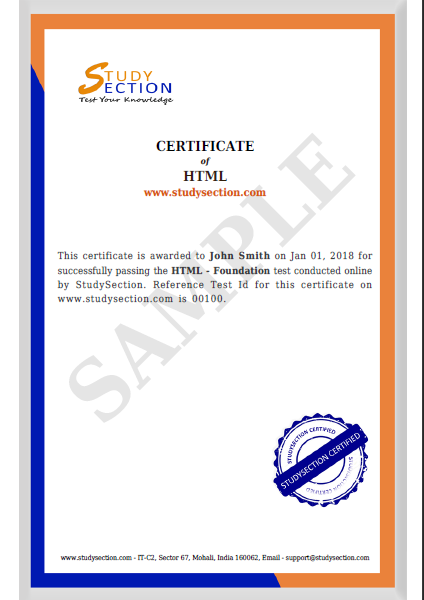 STUDY
SECTION
Test Your Knowledge
CERTIFICATE
of
HTML
www.studysection.com
This certificate is awarded to John Smith on Jan 01, 2018 for
successfully passing the HTML - Foundation test conducted online
by StudySection. Reference Test Id for this certificate on
www.studysection.com is 00100.
SAMPLE
STUDYSECTION CERTIFIED
STUDYSECTION CERTIFIED
STUDYSECTION CERTIFIED
www.studysection.com - IT-C2, Sector 67, Mohali, India 160062, Email - support@studysection.com